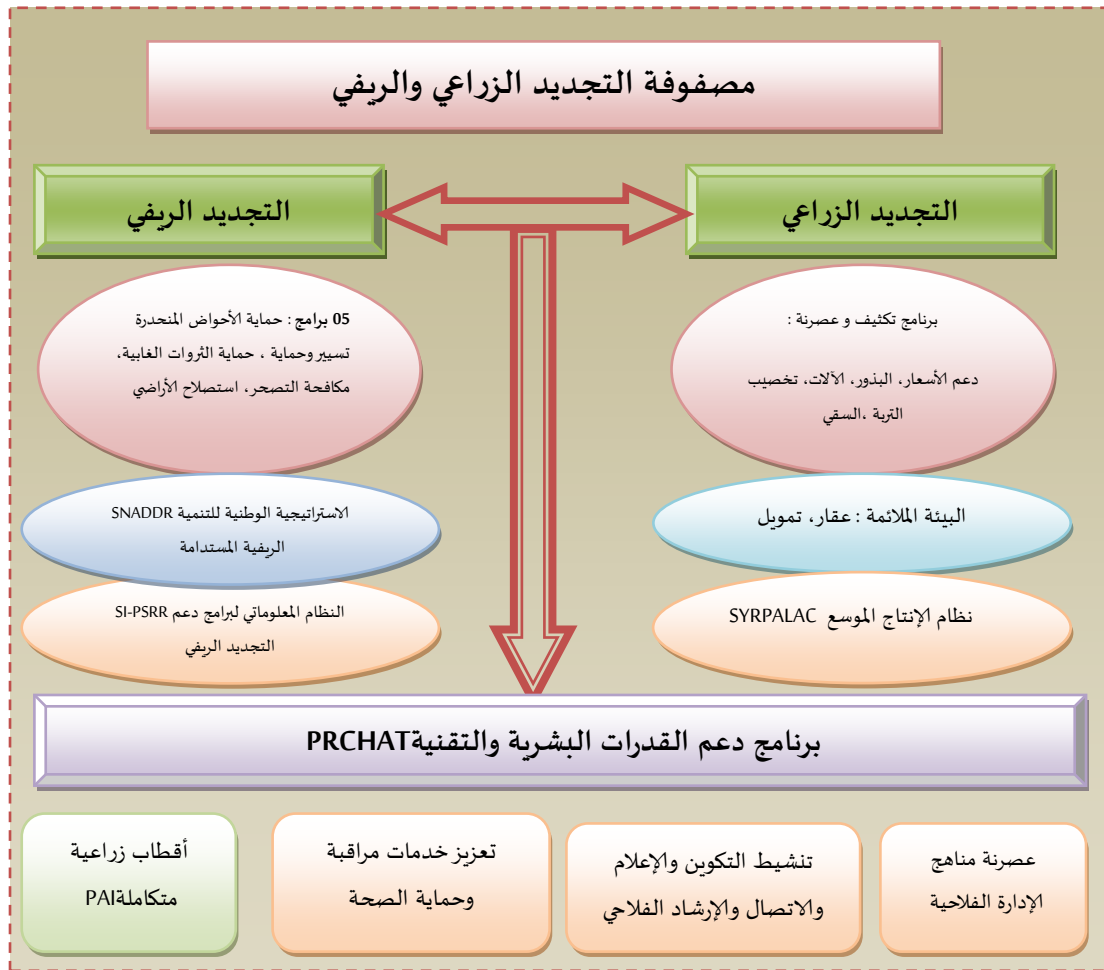 مصفوفة التجديد الزراعي والريفي
التجديد الزراعي
التجديد الريفي
برنامج تكثيف و عصرنة :
دعم الأسعار، البذور، الآلات، تخصيب
التربة ،السقي
05 برامج : حماية الأحواض المنحدرة
تسيير وحماية ، حماية الثروات الغابية،
مكافحة التصحر، استصلاح الأراضي
البيئة الملائمة : عقار، تمويل
الاستراتيجية الوطنية للتنمية SNADDR
الريفية المستدامة
نظام الإنتاج الموسع SYRPALAC
النظام المعلوماتي لبرامج دعم SI-PSRR
التجديد الريفي
برنامج دعم القدرات البشرية والتقنيةPRCHAT
عصرنة مناهج
الإدارة الفلاحية
تنشيط التكوين والإعلام
والاتصال والإرشاد الفلاحي
تعزيز خدمات مراقبة
وحماية الصحة
أقطاب زراعية
متكاملةPAI